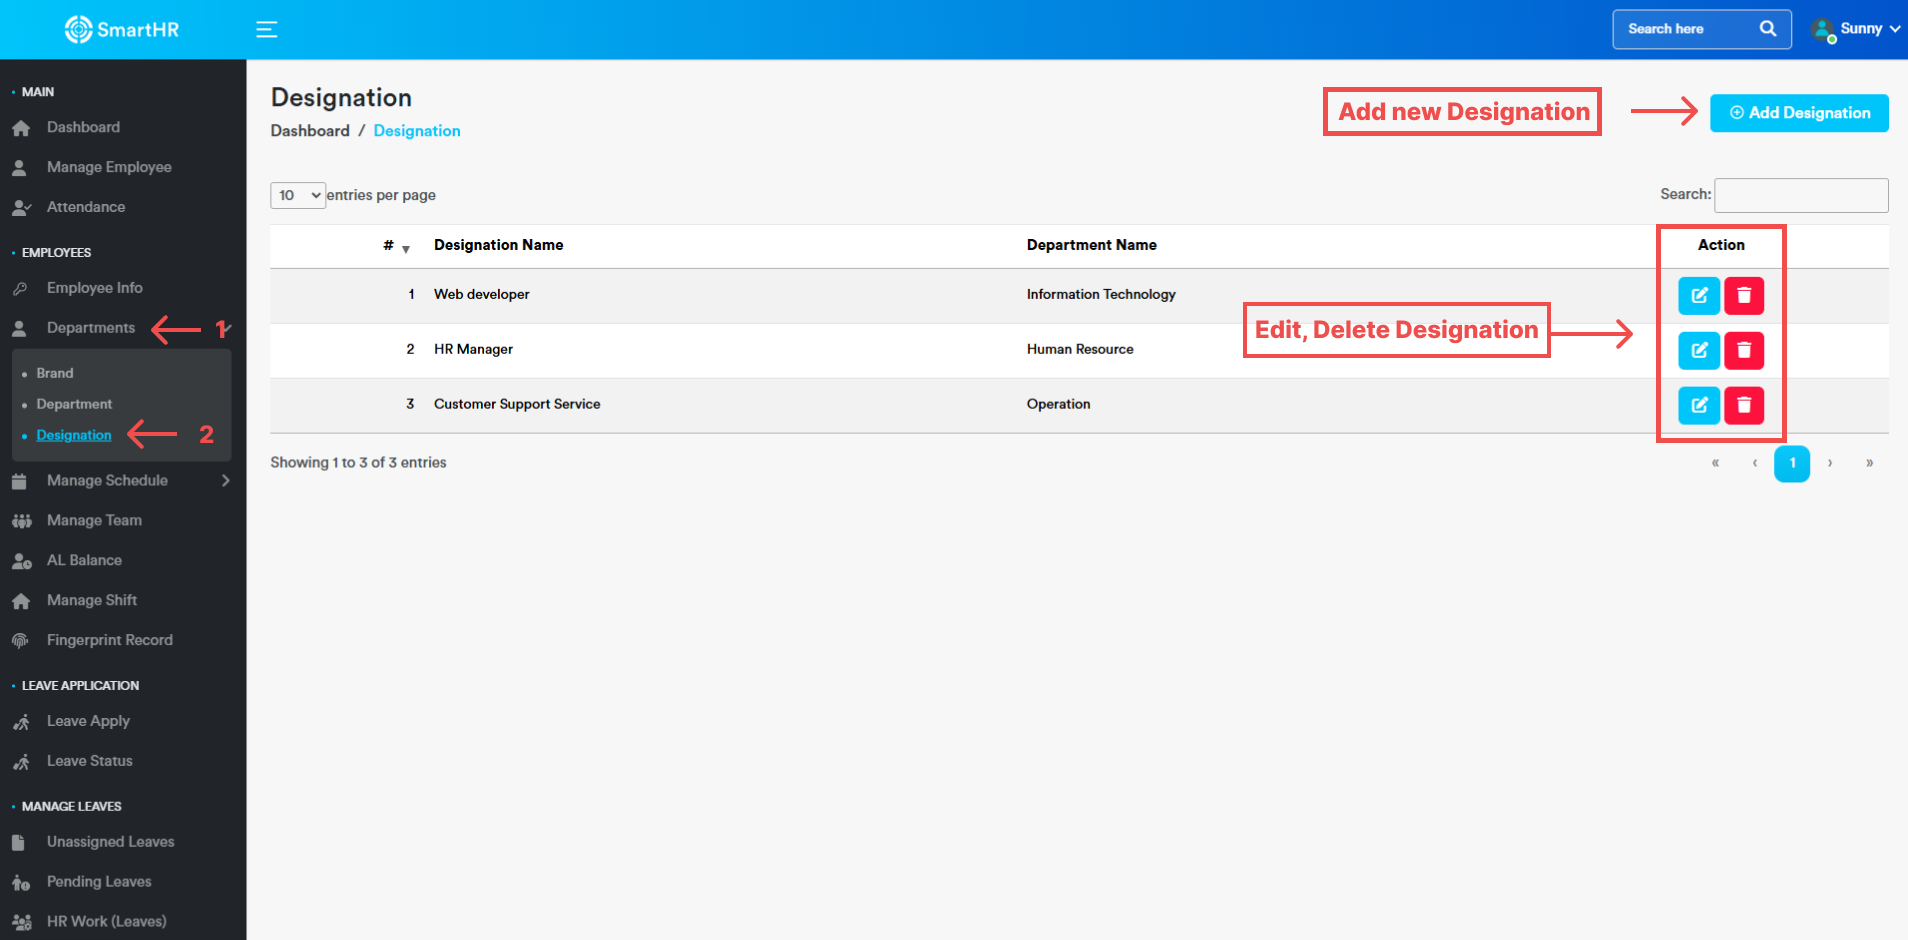 SmartHR
Search here
Sunny
MAIN
Dashboard
Manage Employee
Attendance
EMPLOYEES
Employee Info
Departments
1
Brand
Department
Designation
2
Manage Schedule
Manage Team
AL Balance
Manage Shift
Fingerprint Record
LEAVE APPLICATION
Leave Apply
Leave Status
MANAGE LEAVES
Unassigned Leaves
Pending Leaves
HR Work (Leaves)
Designation
Dashboard / Designation
Add new Designation
Add Designation
10 entries per page
Search:
# Designation Name Department Name Action
1 Web developer Information Technology
Edit, Delete Designation
2 HR Manager Human Resource
3 Customer Support Service Operation
Showing 1 to 3 of 3 entries
« ‹ 1 › »